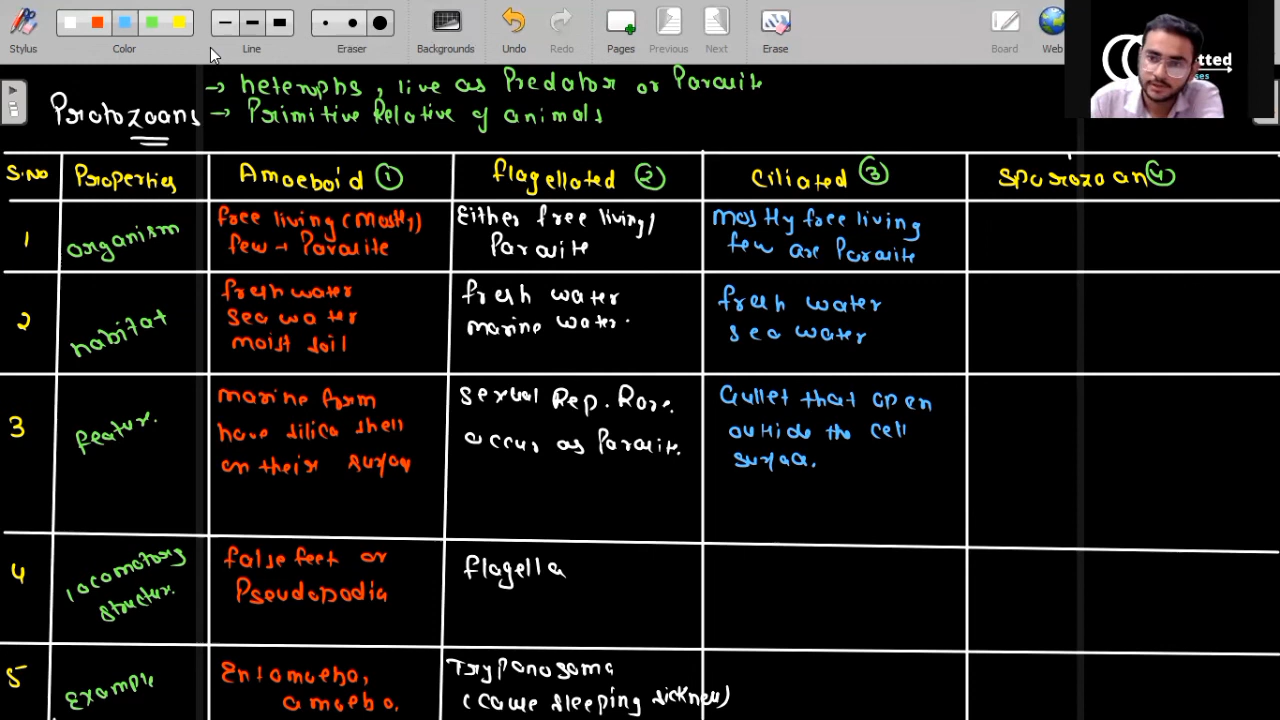 Stylus Color Line Eraser Backgrounds Undo Redo Pages Previous Next Erase Board Web
tted
ses
→ heterophs, live as Predator or Parasite
Protozoans → Primitive Relative of animals
S.No Properties Amoeboid ① flagellated ② Ciliated ③ Sporozoan ④
1 organism free living (Mostly) Either free living/ mostly free living
few → Parasite Parasite few are Parasite
2 habitat fresh water fresh water fresh water
sea water marine water. sea water
moist soil
3 featur. marine form sexual Rep. Rare. Gullet that open
have silica shell occur as Parasite. outside the cell
on their surface surface.
4 locomotory false feet or flagella
structure. Pseudopodia
5 Example Entamoeba, Trypanosoma
amoeba. (cause sleeping sickness)